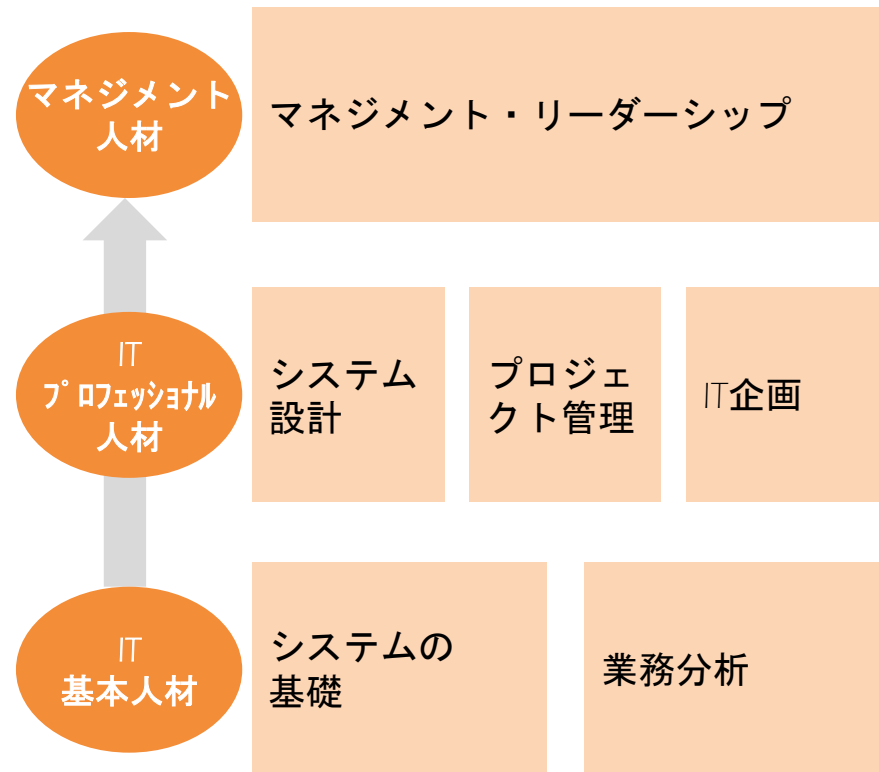 マネジメント
人材
マネジメント・リーダーシップ
IT
ﾌﾟﾛﾌｪｯｼｮﾅﾙ
人材
システム
設計
プロジェ
クト管理
IT企画
IT
基本人材
システムの
基礎
業務分析